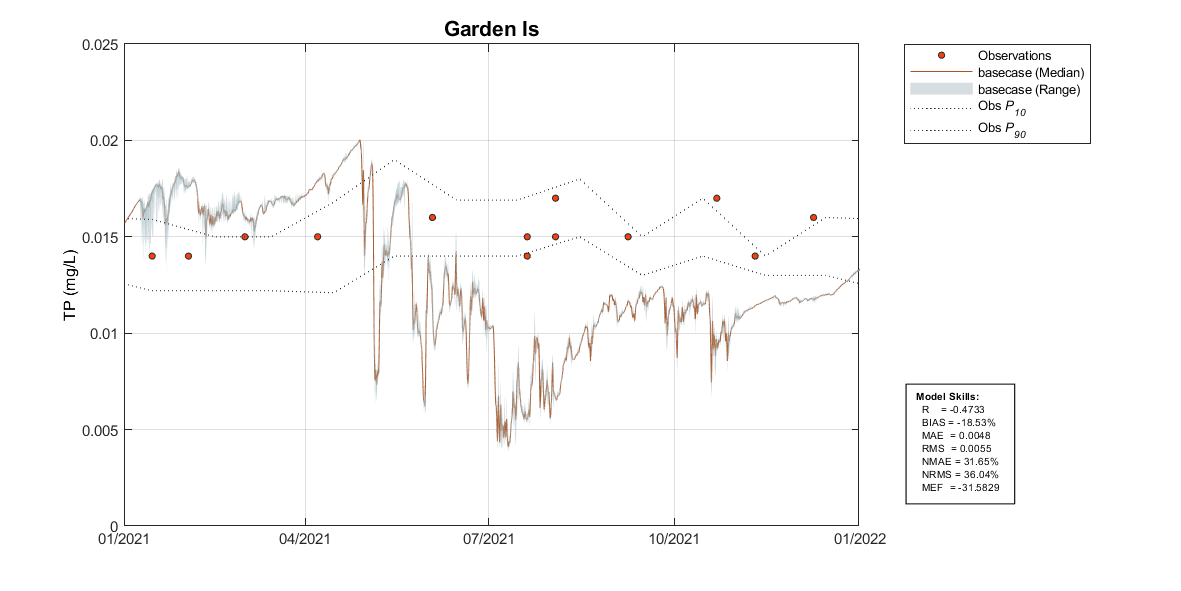 Garden Is
0.025
0.02
0.015
0.01
0.005
0
TP (mg/L)
01/2021
04/2021
07/2021
10/2021
01/2022
Observations
basecase (Median)
basecase (Range)
Obs P10
Obs P90
Model Skills:
R = -0.4733
BIAS = -18.53%
MAE = 0.0048
RMS = 0.0055
NMAE = 31.65%
NRMS = 36.04%
MEF = -31.5829